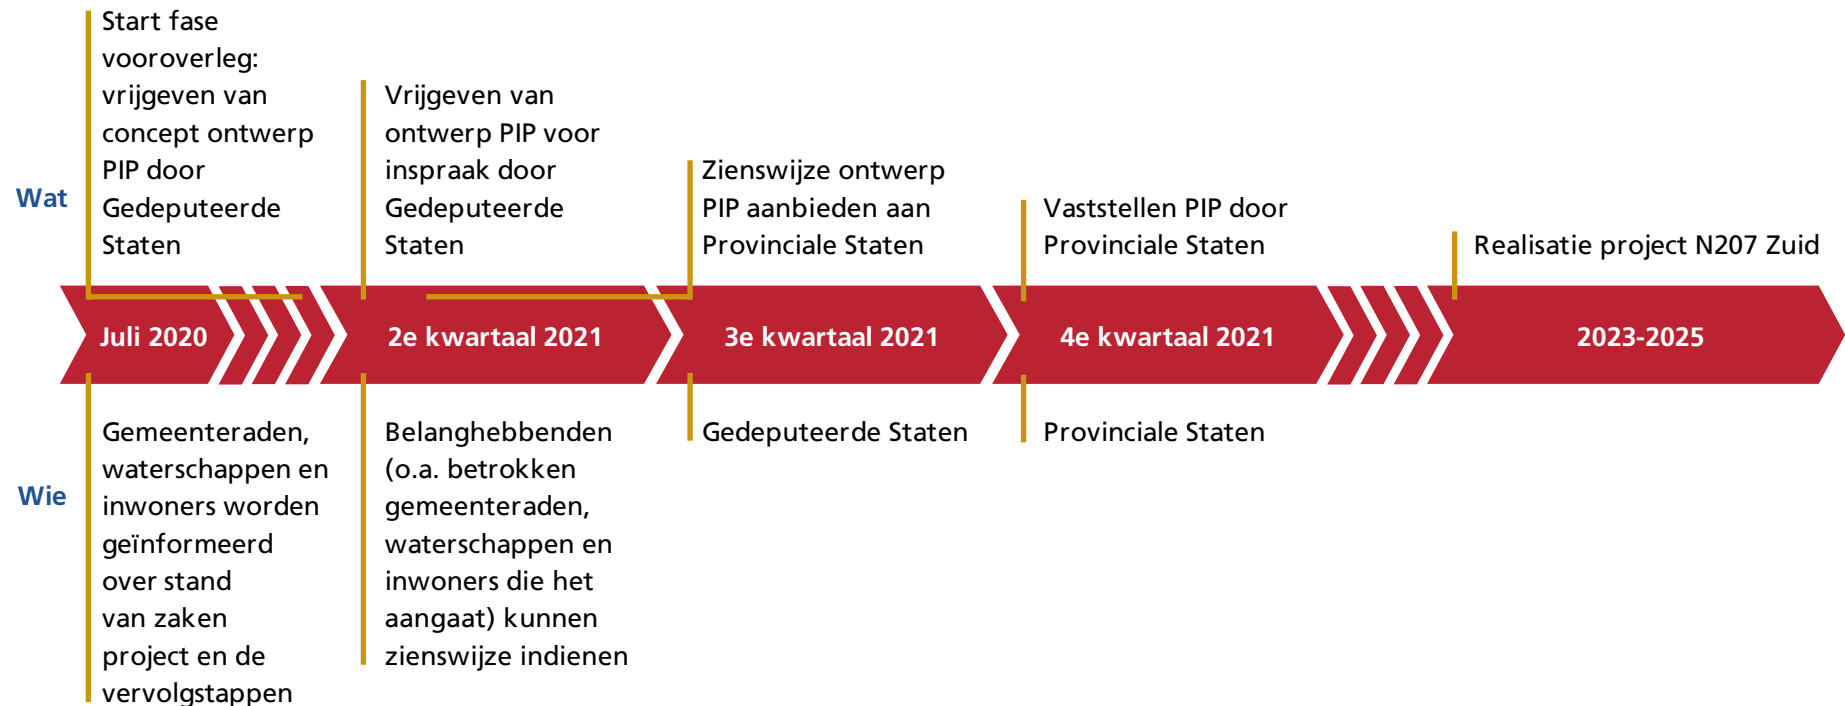 Wat
Start fase
vooroverleg:
vrijgeven van
concept ontwerp
PIP door
Gedeputeerde
Staten
Vrijgeven van
ontwerp PIP voor
inspraak door
Gedeputeerde
Staten
Zienswijze ontwerp
PIP aanbieden aan
Provinciale Staten
Vaststellen PIP door
Provinciale Staten
Realisatie project N207 Zuid
Juli 2020
2e kwartaal 2021
3e kwartaal 2021
4e kwartaal 2021
2023-2025
Wie
Gemeenteraden,
waterschappen en
inwoners worden
geïnformeerd
over stand
van zaken
project en de
vervolgstappen
Belanghebbenden
(o.a. betrokken
gemeenteraden,
waterschappen en
inwoners die het
aangaat) kunnen
zienswijze indienen
Gedeputeerde Staten
Provinciale Staten